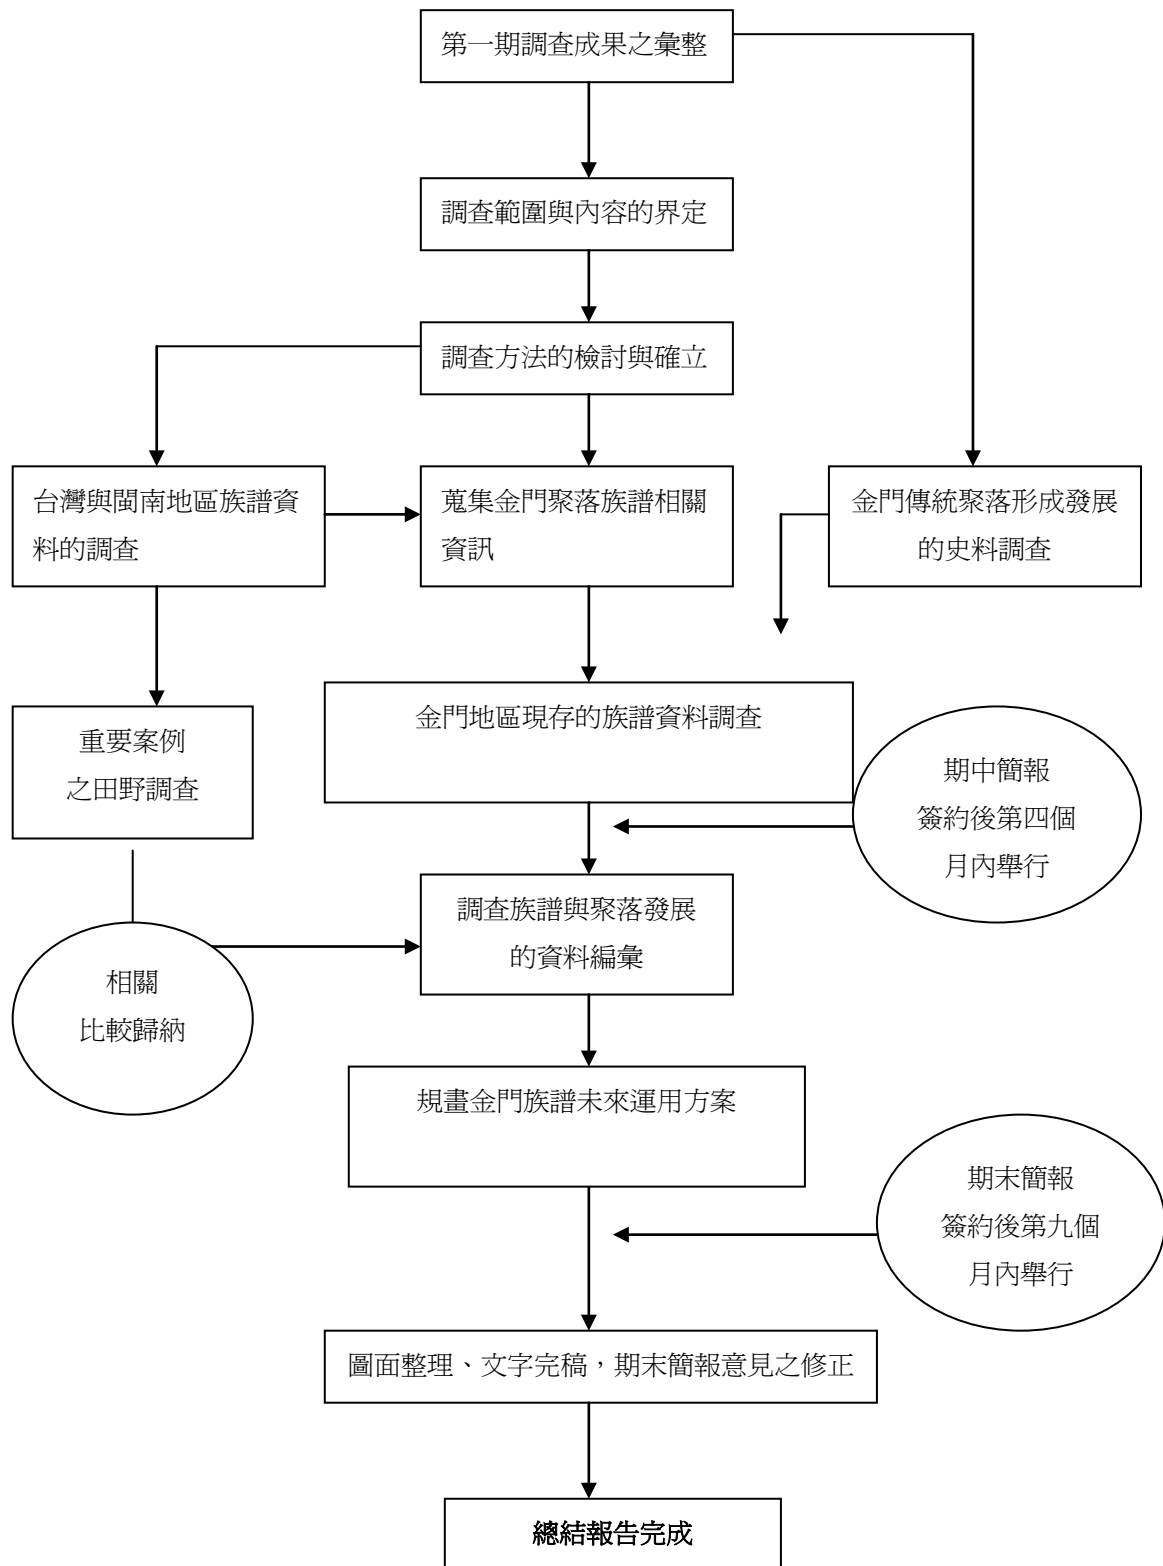 第一期調查成果之彙整
調查範圍與內容的界定
調查方法的檢討與確立
台灣與閩南地區族譜資
料的調查
蒐集金門聚落族譜相關
資訊
金門傳統聚落形成發展
的史料調查
重要案例
之田野調查
金門地區現存的族譜資料調查
期中簡報
簽約後第四個
月內舉行
調查族譜與聚落發展
的資料編彙
相關
比較歸納
規畫金門族譜未來運用方案
期末簡報
簽約後第九個
月內舉行
圖面整理、文字完稿，期末簡報意見之修正
總結報告完成